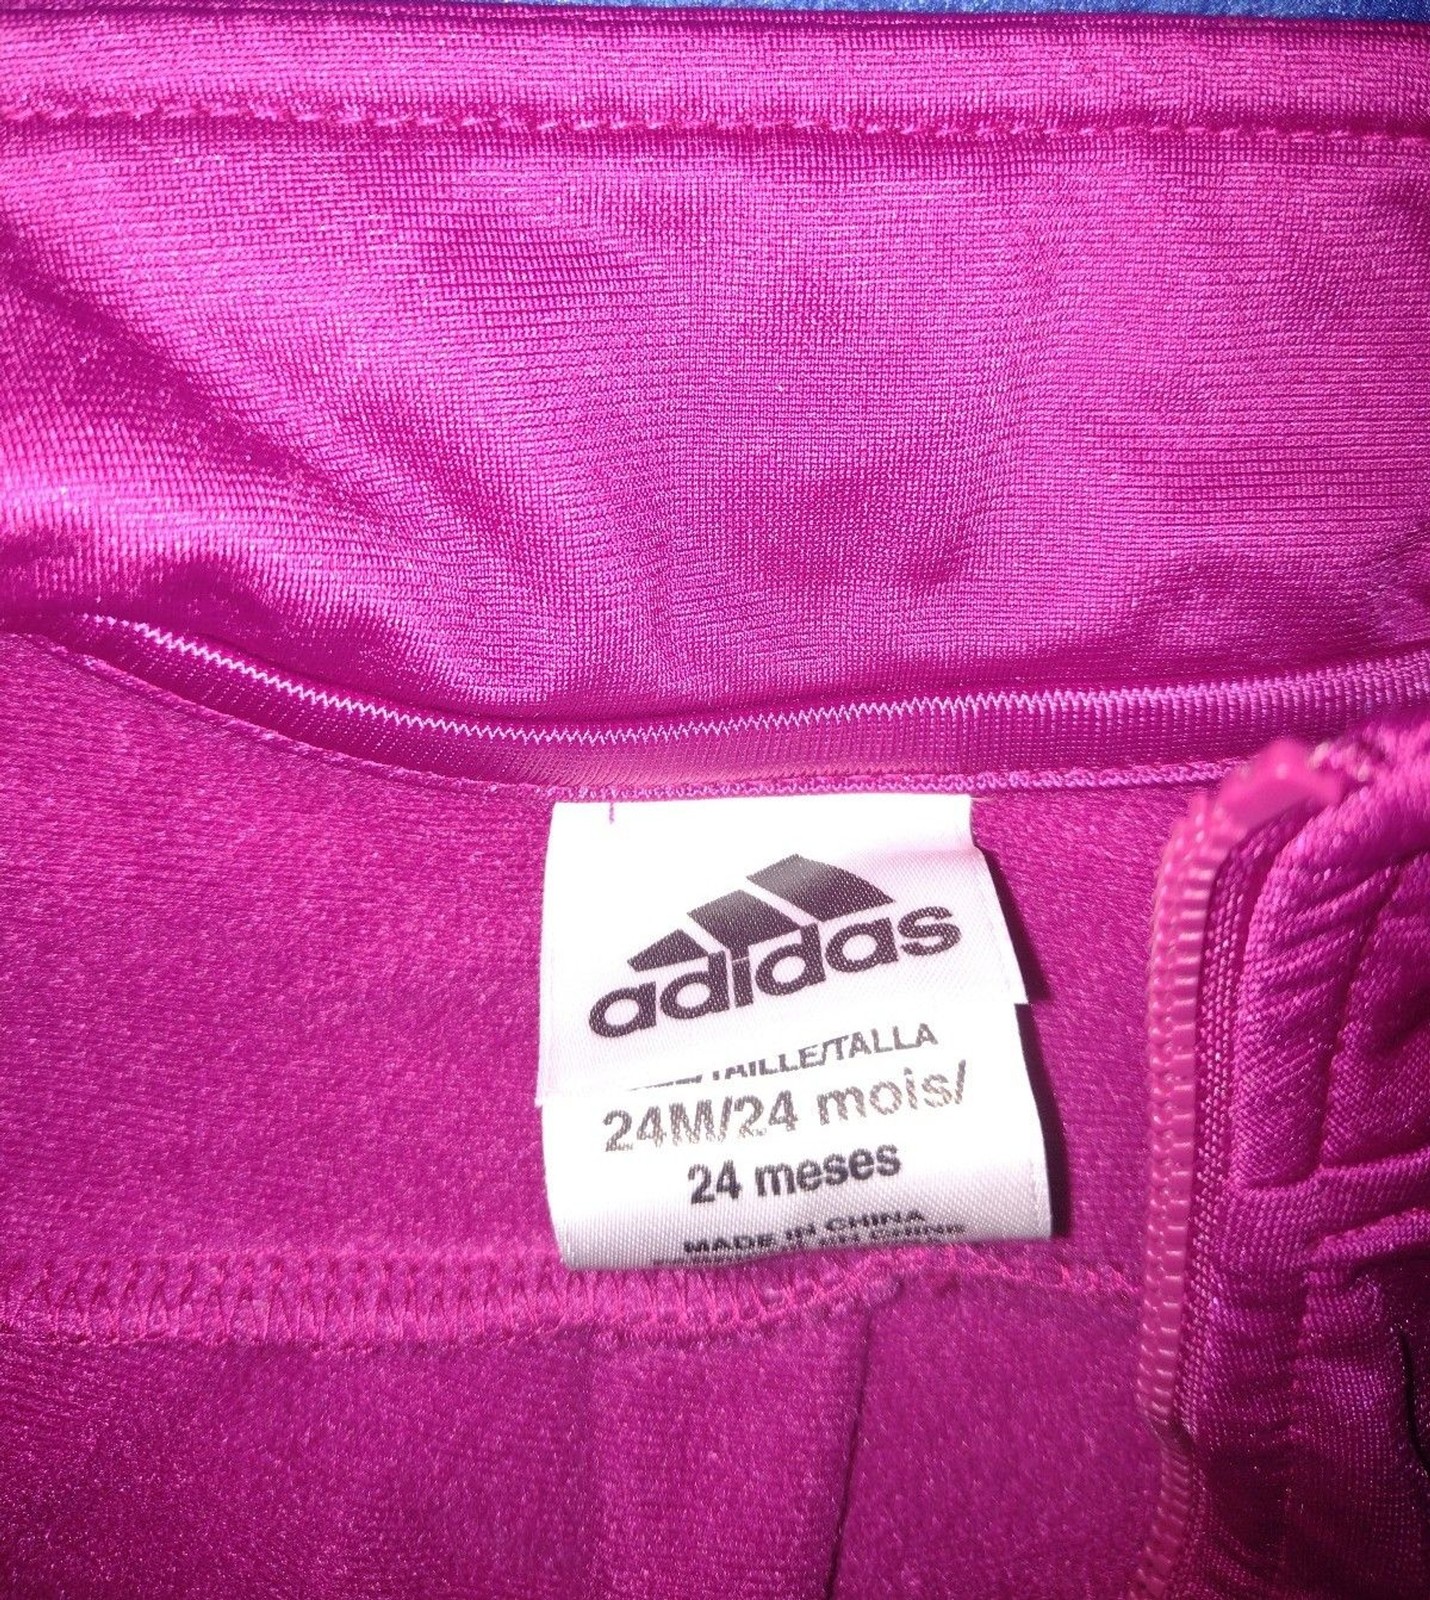 adidas
TAILLE/TALLA
24M/24 mois/
24 meses
MADE IN CHINA